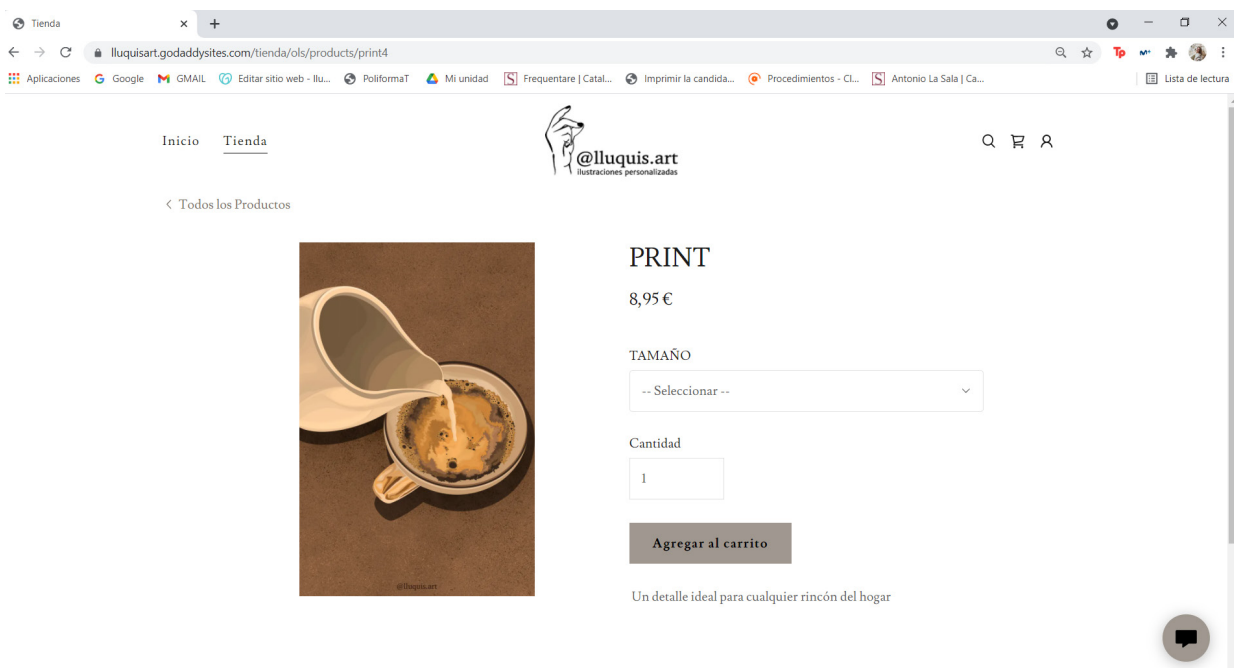 Tienda
lluquisart.godaddysites.com/tienda/ols/products/print4
Tp
Aplicaciones Google GMAIL Editar sitio web - llu... PoliformaT Mi unidad Frequentare | Catal... Imprimir la candida... Procedimientos - Cl... Antonio La Sala | Ca... Lista de lectura
Inicio Tienda
@lluquis.art
ilustraciones personalizadas
Todos los Productos
PRINT
8,95 €
TAMAÑO
-- Seleccionar --
Cantidad
1
Agregar al carrito
@lluquis.art
Un detalle ideal para cualquier rincón del hogar